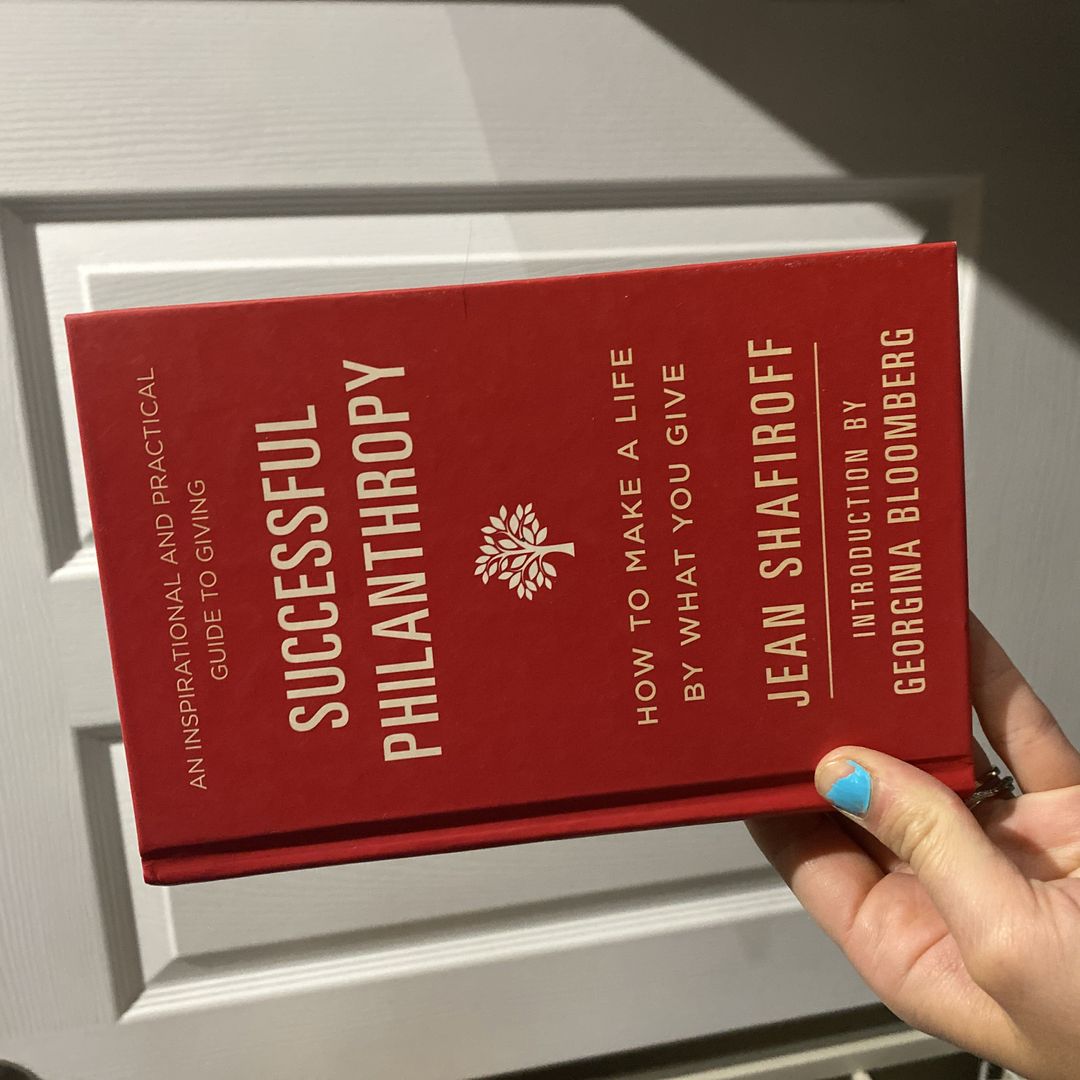 AN INSPIRATIONAL AND PRACTICAL
GUIDE TO GIVING
SUCCESSFUL
PHILANTHROPY
HOW TO MAKE A LIFE
BY WHAT YOU GIVE
JEAN SHAFIROFF
INTRODUCTION BY
GEORGINA BLOOMBERG